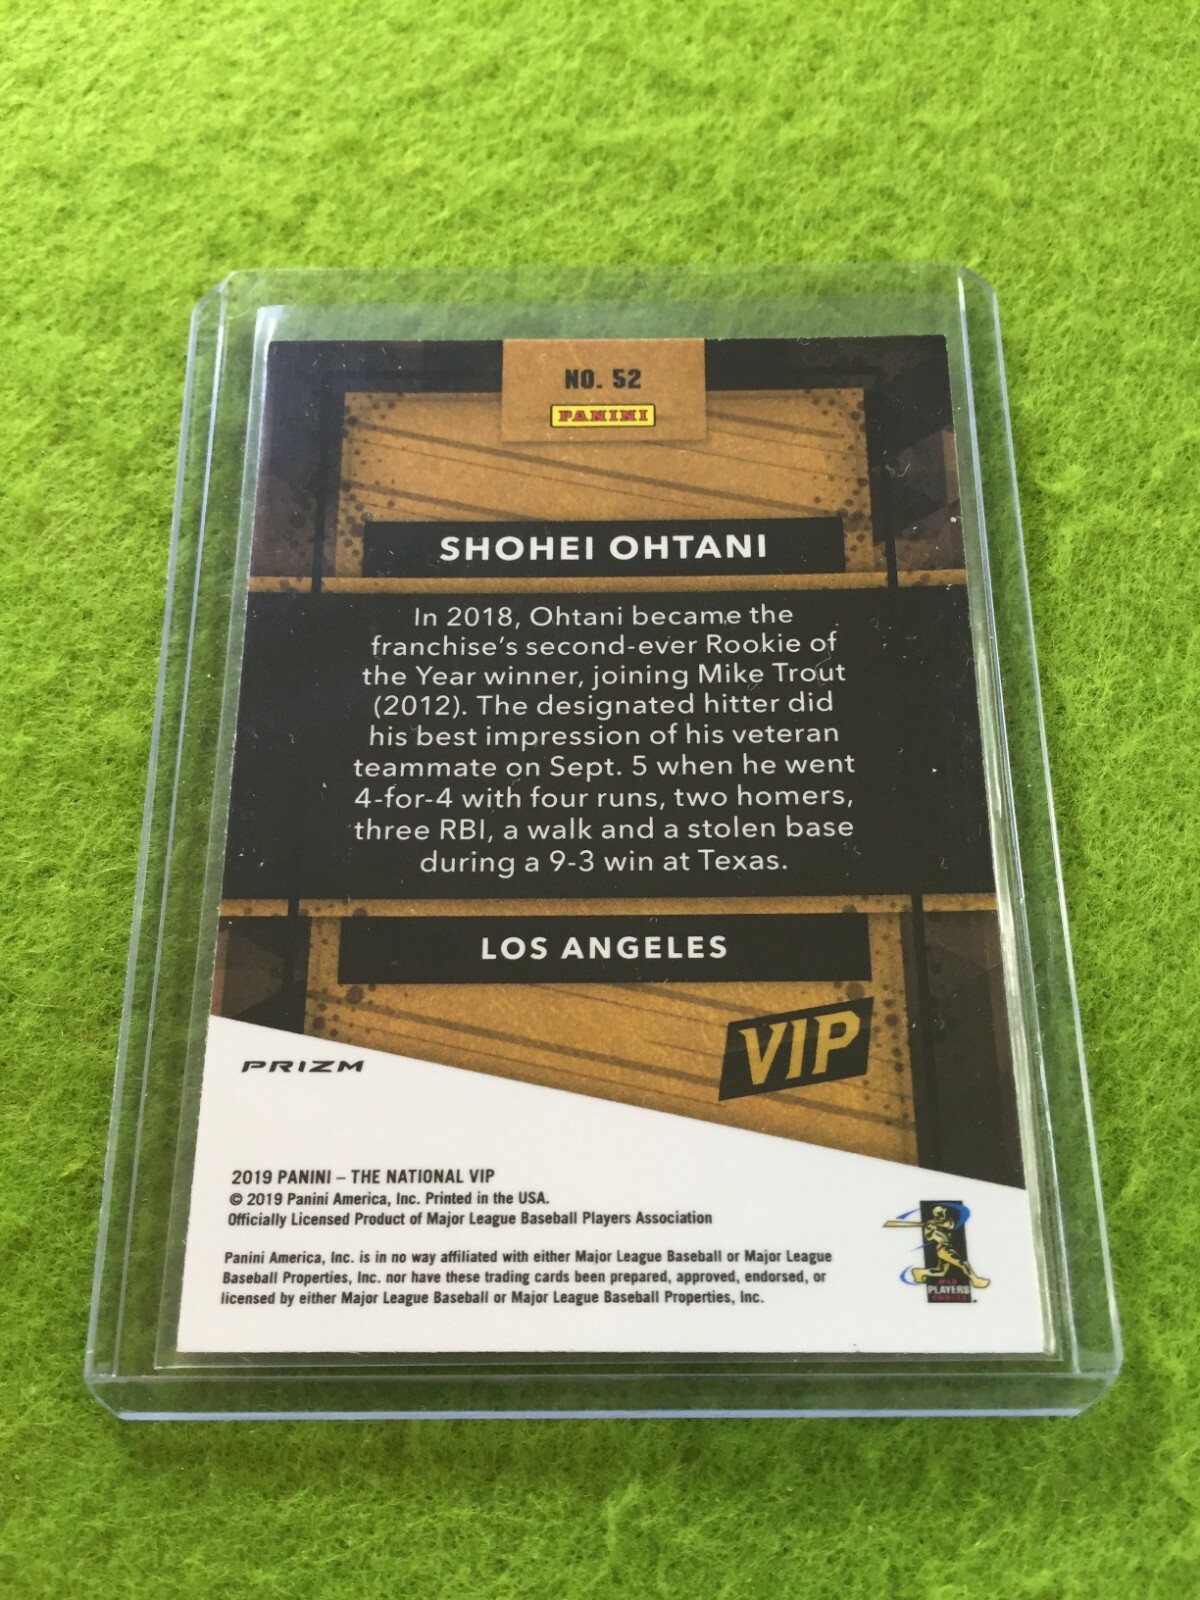 NO. 52
PANINI
SHOHEI OHTANI
In 2018, Ohtani became the
franchise's second-ever Rookie of
the Year winner, joining Mike Trout
(2012). The designated hitter did
his best impression of his veteran
teammate on Sept. 5 when he went
4-for-4 with four runs, two homers,
three RBI, a walk and a stolen base
during a 9-3 win at Texas.
LOS ANGELES
VIP
PRIZM
2019 PANINI – THE NATIONAL VIP
© 2019 Panini America, Inc. Printed in the USA.
Officially Licensed Product of Major League Baseball Players Association
Panini America, Inc. is in no way affiliated with either Major League Baseball or Major League
Baseball Properties, Inc. nor have these trading cards been prepared, approved, endorsed, or
licensed by either Major League Baseball or Major League Baseball Properties, Inc.
PLAYERS
CHOICE